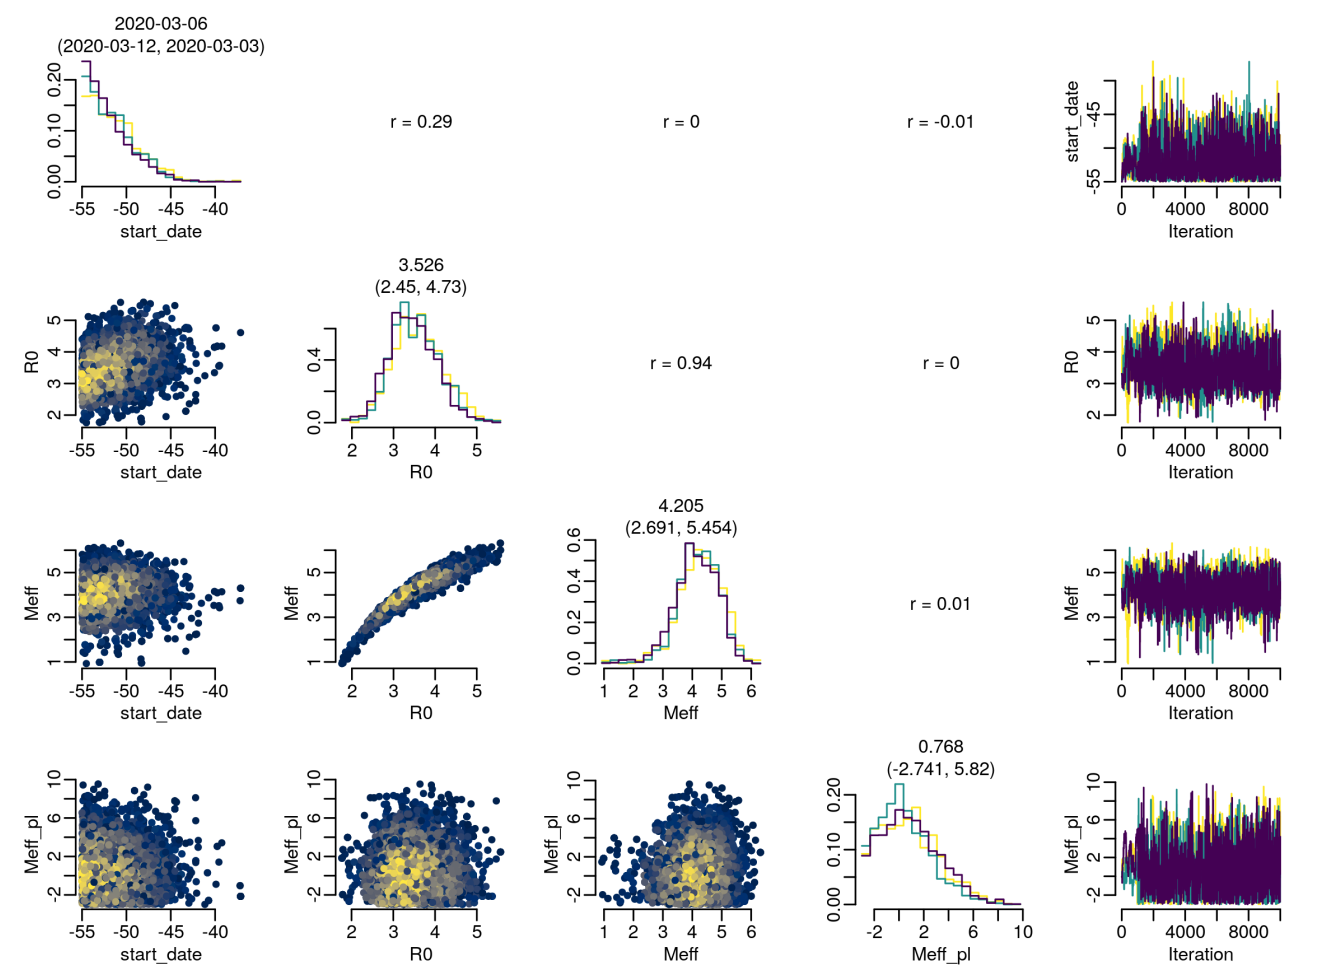 2020-03-06
(2020-03-12, 2020-03-03)
0.00 0.10 0.20
-55 -50 -45 -40
start_date
r = 0.29
r = 0
r = -0.01
start_date
-55 -45
0 4000 8000
Iteration
R0
2 3 4 5
-55 -50 -45 -40
start_date
3.526
(2.45, 4.73)
0.0 0.4
2 3 4 5
R0
r = 0.94
r = 0
R0
2 3 4 5
0 4000 8000
Iteration
Meff
1 3 5
-55 -50 -45 -40
start_date
Meff
1 3 5
2 3 4 5
R0
4.205
(2.691, 5.454)
0.0 0.2 0.4 0.6
1 2 3 4 5 6
Meff
r = 0.01
Meff
1 3 5
0 4000 8000
Iteration
Meff_pl
-2 2 6 10
-55 -50 -45 -40
start_date
Meff_pl
-2 2 6 10
2 3 4 5
R0
Meff_pl
-2 2 6 10
1 2 3 4 5 6
Meff
0.768
(-2.741, 5.82)
0.00 0.10 0.20
-2 2 6 10
Meff_pl
Meff_pl
-2 2 6 10
0 4000 8000
Iteration